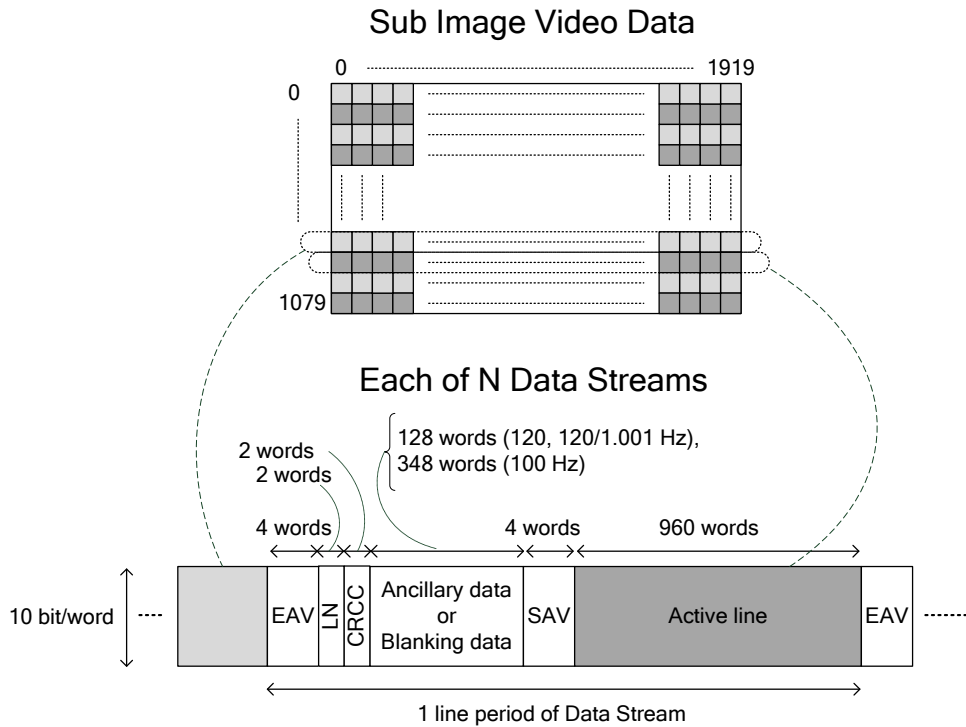 Sub Image Video Data
0
1919
0
1079
Each of N Data Streams
128 words (120, 120/1.001 Hz),
348 words (100 Hz)
2 words
2 words
4 words
4 words
960 words
10 bit/word
EAV
LN
CRCC
Ancillary data
or
Blanking data
SAV
Active line
EAV
1 line period of Data Stream